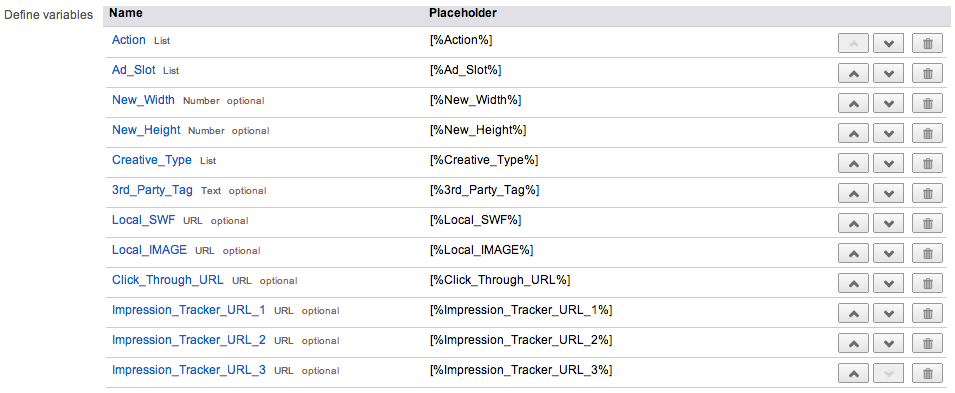 Define variables Name Placeholder
Action List [%Action%]
Ad_Slot List [%Ad_Slot%]
New_Width Number optional [%New_Width%]
New_Height Number optional [%New_Height%]
Creative_Type List [%Creative_Type%]
3rd_Party_Tag Text optional [%3rd_Party_Tag%]
Local_SWF URL optional [%Local_SWF%]
Local_IMAGE URL optional [%Local_IMAGE%]
Click_Through_URL URL optional [%Click_Through_URL%]
Impression_Tracker_URL_1 URL optional [%Impression_Tracker_URL_1%]
Impression_Tracker_URL_2 URL optional [%Impression_Tracker_URL_2%]
Impression_Tracker_URL_3 URL optional [%Impression_Tracker_URL_3%]